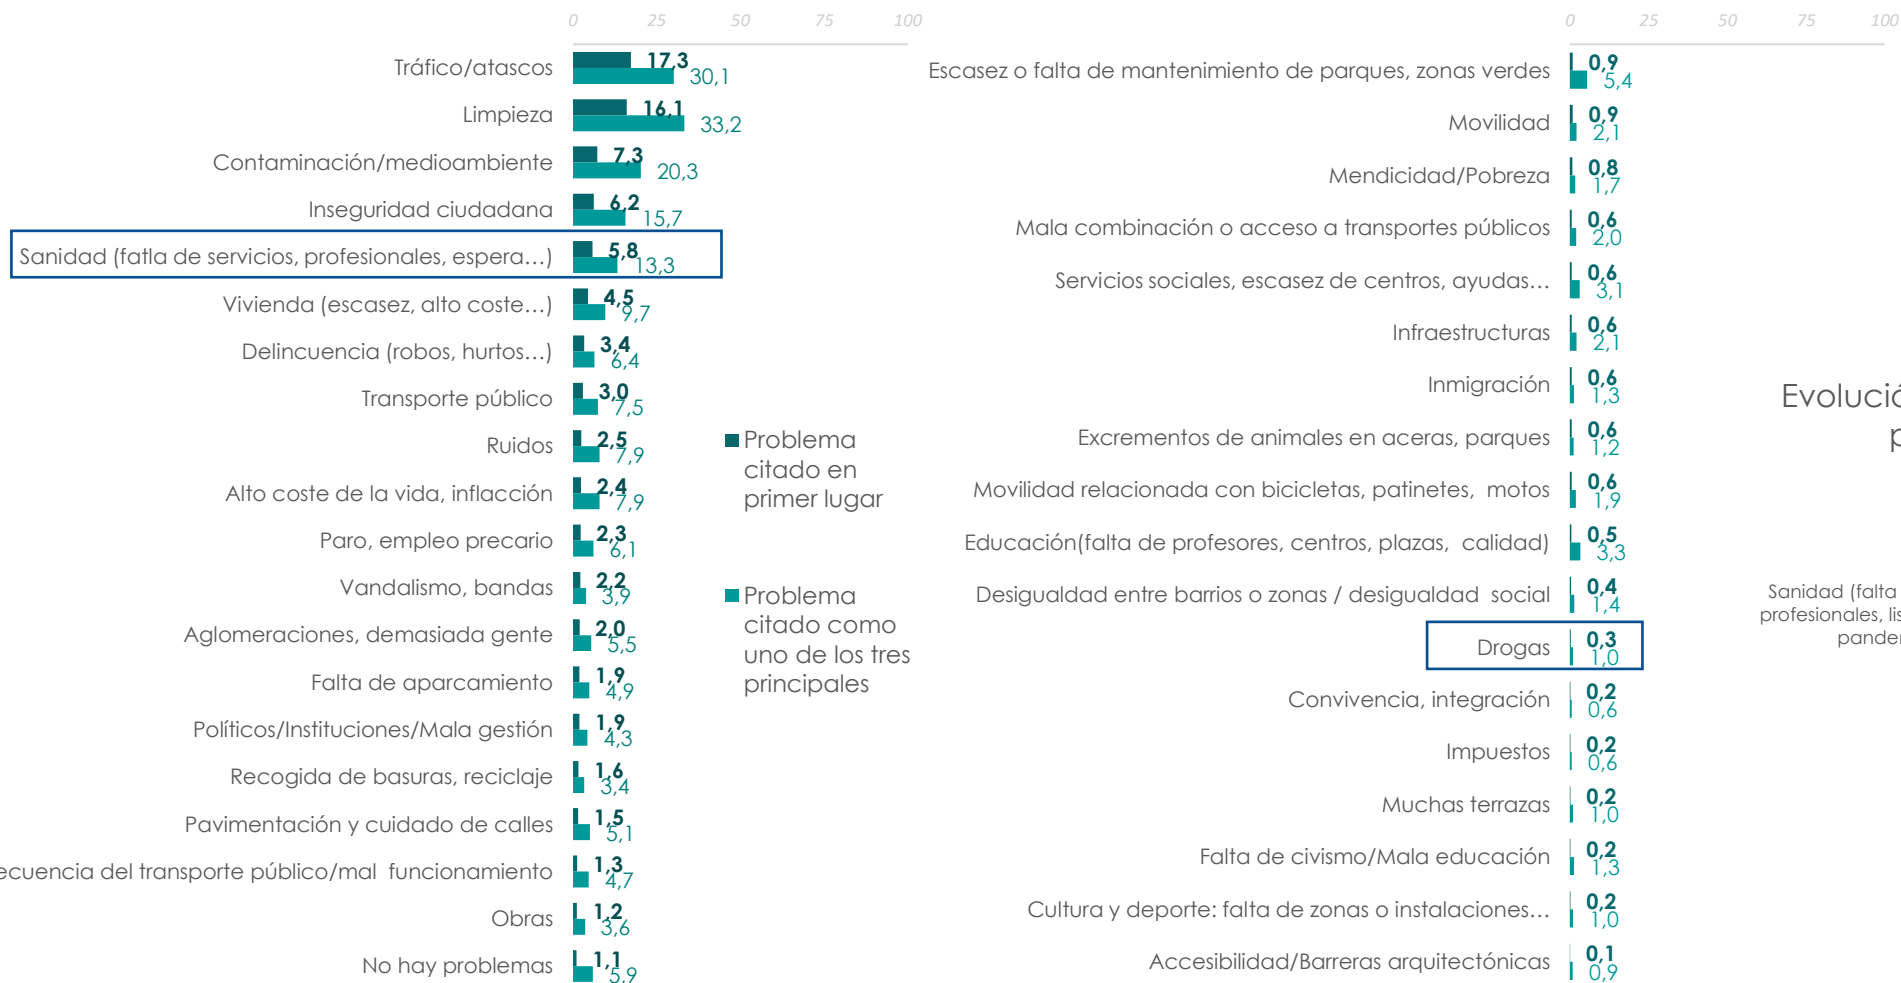 0 25 50 75 100
Tráfico/atascos 17,3 30,1
Limpieza 16,1 33,2
Contaminación/medioambiente 7,3 20,3
Inseguridad ciudadana 6,2 15,7
Sanidad (fatla de servicios, profesionales, espera…) 5,8 13,3
Vivienda (escasez, alto coste…) 4,5 9,7
Delincuencia (robos, hurtos…) 3,4 6,4
Transporte público 3,0 7,5
Ruidos 2,5 7,9
Alto coste de la vida, inflacción 2,4 7,9
Paro, empleo precario 2,3 6,1
Vandalismo, bandas 2,2 3,9
Aglomeraciones, demasiada gente 2,0 5,5
Falta de aparcamiento 1,9 4,9
Políticos/Instituciones/Mala gestión 1,9 4,3
Recogida de basuras, reciclaje 1,6 3,4
Pavimentación y cuidado de calles 1,5 5,1
ecuencia del transporte público/mal funcionamiento 1,3 4,7
Obras 1,2 3,6
No hay problemas 1,1 5,9
Problema
citado en
primer lugar
Problema
citado como
uno de los tres
principales
0 25 50 75 100
Escasez o falta de mantenimiento de parques, zonas verdes 0,9 5,4
Movilidad 0,9 2,1
Mendicidad/Pobreza 0,8 1,7
Mala combinación o acceso a transportes públicos 0,6 2,0
Servicios sociales, escasez de centros, ayudas… 0,6 3,1
Infraestructuras 0,6 2,1
Inmigración 0,6 1,3
Excrementos de animales en aceras, parques 0,6 1,2
Movilidad relacionada con bicicletas, patinetes, motos 0,6 1,9
Educación(falta de profesores, centros, plazas, calidad) 0,5 3,3
Desigualdad entre barrios o zonas / desigualdad social 0,4 1,4
Drogas 0,3 1,0
Convivencia, integración 0,2 0,6
Impuestos 0,2 0,6
Muchas terrazas 0,2 1,0
Falta de civismo/Mala educación 0,2 1,3
Cultura y deporte: falta de zonas o instalaciones… 0,2 1,0
Accesibilidad/Barreras arquitectónicas 0,1 0,9
Evolució
p
Sanidad (falta
profesionales, lis
pander